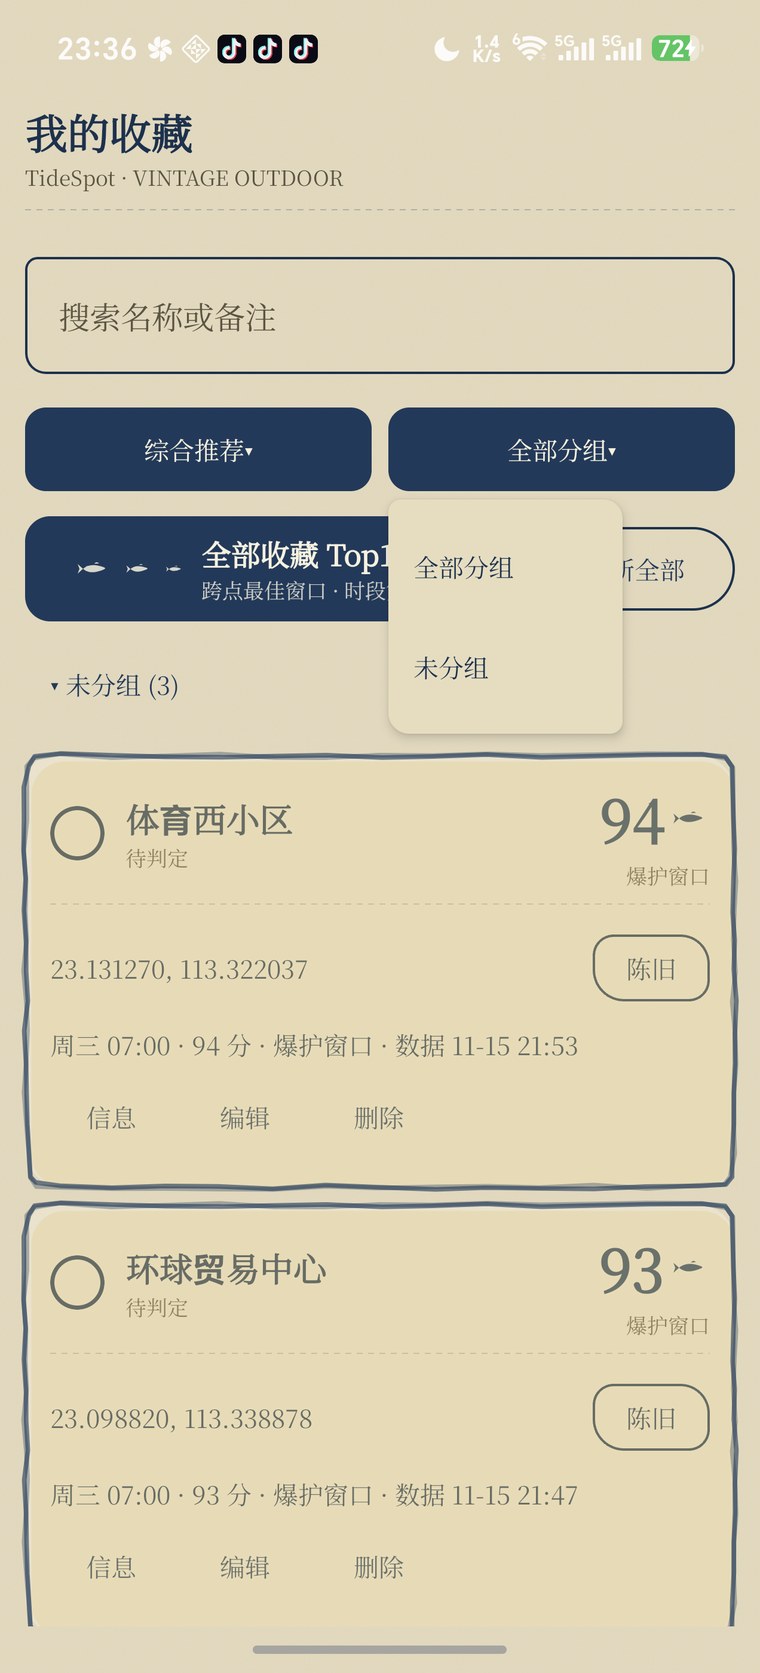 23:36 1.4 K/s 6 5G 5G 72
我的收藏
TideSpot · VINTAGE OUTDOOR
搜索名称或备注
综合推荐▾ 全部分组▾
全部收藏 Top1
跨点最佳窗口 · 时段
全部
全部分组
未分组
▾ 未分组 (3)
体育西小区 94
待判定 爆护窗口
23.131270, 113.322037 陈旧
周三 07:00 · 94 分 · 爆护窗口 · 数据 11-15 21:53
信息 编辑 删除
环球贸易中心 93
待判定 爆护窗口
23.098820, 113.338878 陈旧
周三 07:00 · 93 分 · 爆护窗口 · 数据 11-15 21:47
信息 编辑 删除